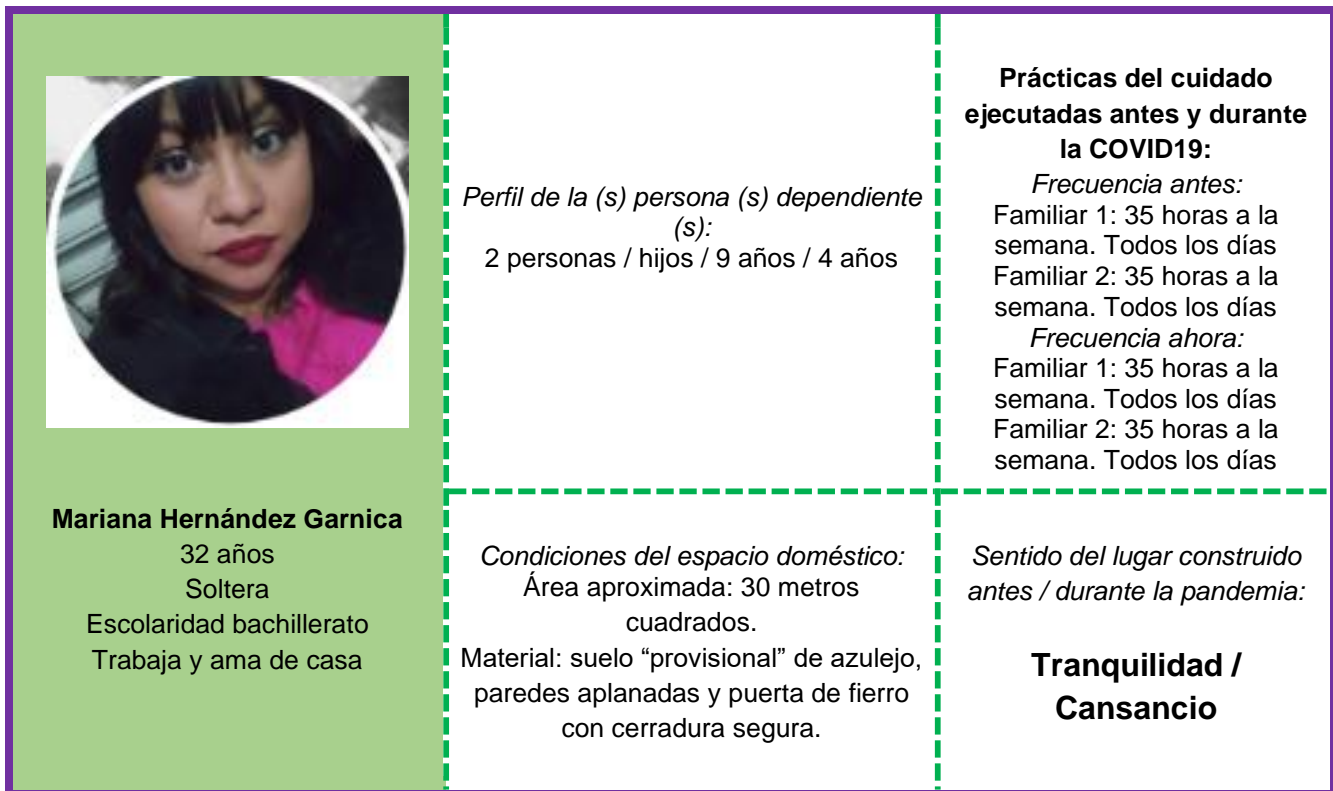 Mariana Hernández Garnica
32 años
Soltera
Escolaridad bachillerato
Trabaja y ama de casa
Perfil de la (s) persona (s) dependiente
(s):
2 personas / hijos / 9 años / 4 años
Prácticas del cuidado
ejecutadas antes y durante
la COVID19:
Frecuencia antes:
Familiar 1: 35 horas a la
semana. Todos los días
Familiar 2: 35 horas a la
semana. Todos los días
Frecuencia ahora:
Familiar 1: 35 horas a la
semana. Todos los días
Familiar 2: 35 horas a la
semana. Todos los días
Condiciones del espacio doméstico:
Área aproximada: 30 metros
cuadrados.
Material: suelo “provisional” de azulejo,
paredes aplanadas y puerta de fierro
con cerradura segura.
Sentido del lugar construido
antes / durante la pandemia:
Tranquilidad /
Cansancio